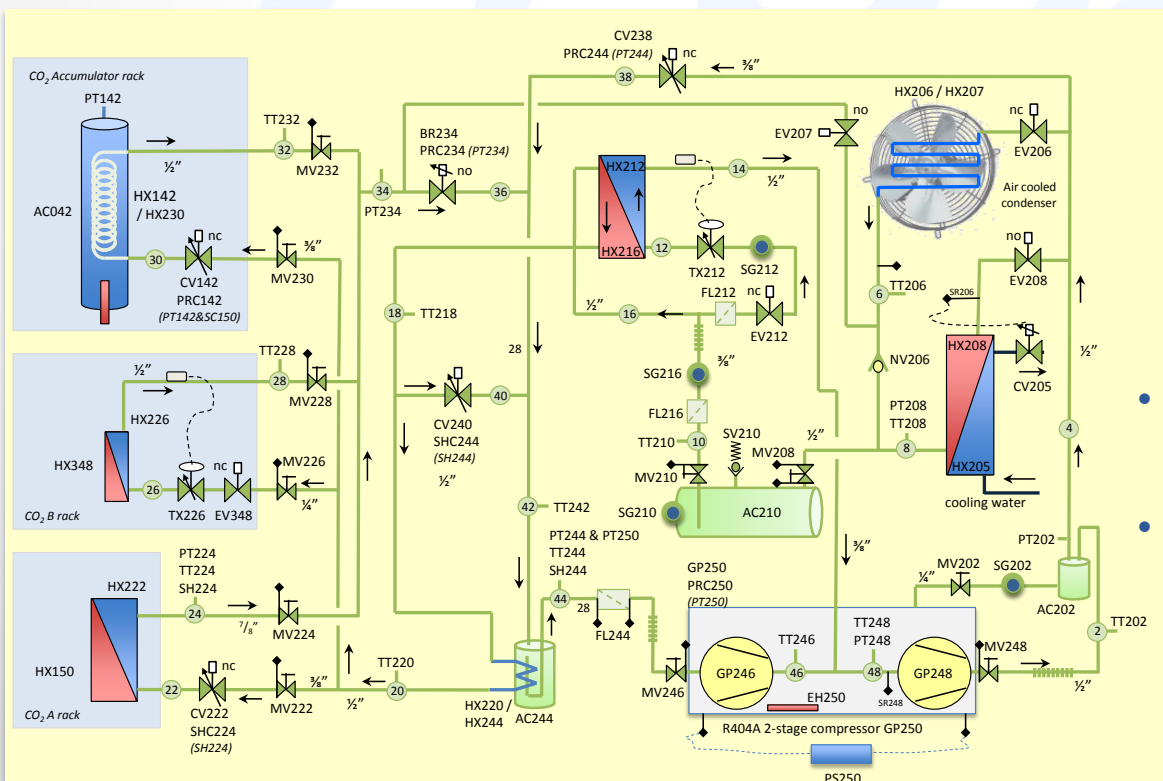 CV238
PRC244 (PT244)
nc
38
⅜”
CO2 Accumulator rack
PT142
TT232
32
MV232
½”
AC042
HX142
/ HX230
30
nc
CV142
PRC142
(PT142&SC150)
⅜”
MV230
34
PT234
BR234
PRC234 (PT234)
no
36
no
EV207
HX206 / HX207
nc
EV206
Air cooled
condenser
HX212
HX216
14
½”
12
TX212
SG212
nc
EV212
FL212
½”
16
⅜”
18
TT218
28
6
TT206
SR206
no
EV208
½”
HX208
HX205
CV205
cooling water
NV206
SG216
FL216
TT210
10
MV210
SV210
MV208
½”
PT208
TT208
8
4
SG210
AC210
CO2 B rack
½”
HX226
HX348
TT228
28
MV228
26
TX226
nc
EV348
MV226
¼”
CV240
SHC244
(SH244)
½”
40
42
TT242
PT244 & PT250
TT244
SH244
44
28
FL244
CO2 A rack
HX222
HX150
PT224
TT224
SH224
24
⁷/₈”
MV224
22
nc
CV222
SHC224
(SH224)
MV222
⅜”
½”
TT220
20
HX220 /
HX244
AC244
MV246
GP250
PRC250
(PT250)
⅜”
GP246
TT246
46
TT248
PT248
48
SR248
GP248
EH250
R404A 2-stage compressor GP250
PS250
¼”
MV202
SG202
PT202
AC202
2
TT202
MV248
½”